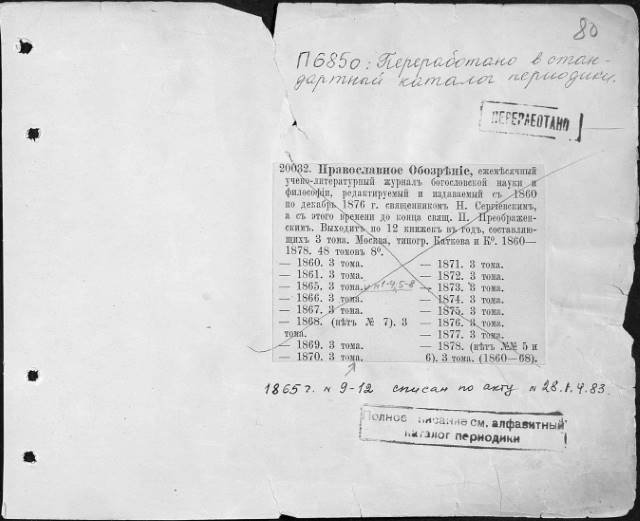 80
П6850: Переработано в стан-
дартный каталог периодики.
ПЕРЕРАБОТАНО
20032. Православное Обозрѣніе, ежемѣсячный
учено-литературный журналъ богословской науки и
философіи, редактируемый и издаваемый съ 1860
по декабрь 1876 г. священникомъ Н. Сергіевскимъ,
а съ этого времени до конца свящ. П. Преображен-
скимъ. Выходитъ по 12 книжекъ въ годъ, составляю-
щихъ 3 тома. Москва, типогр. Каткова и К⁰. 1860—
1878. 48 томовъ 8⁰.
— 1860. 3 тома.
— 1861. 3 тома.
— 1865. 3 тома. № 1-4, 5-8
— 1866. 3 тома.
— 1867. 3 тома.
— 1868. (нѣтъ № 7). 3
тома.
— 1869. 3 тома.
— 1870. 3 тома.
— 1871. 3 тома.
— 1872. 3 тома.
— 1873. 3 тома.
— 1874. 3 тома.
— 1875. 3 тома.
— 1876. 3 тома.
— 1877. 3 тома.
— 1878. (нѣтъ №№ 5 и
6). 3 тома. (1860—68).
1865 г. № 9-12 списан по акту
Полное описание см. алфавитный
каталог периодики